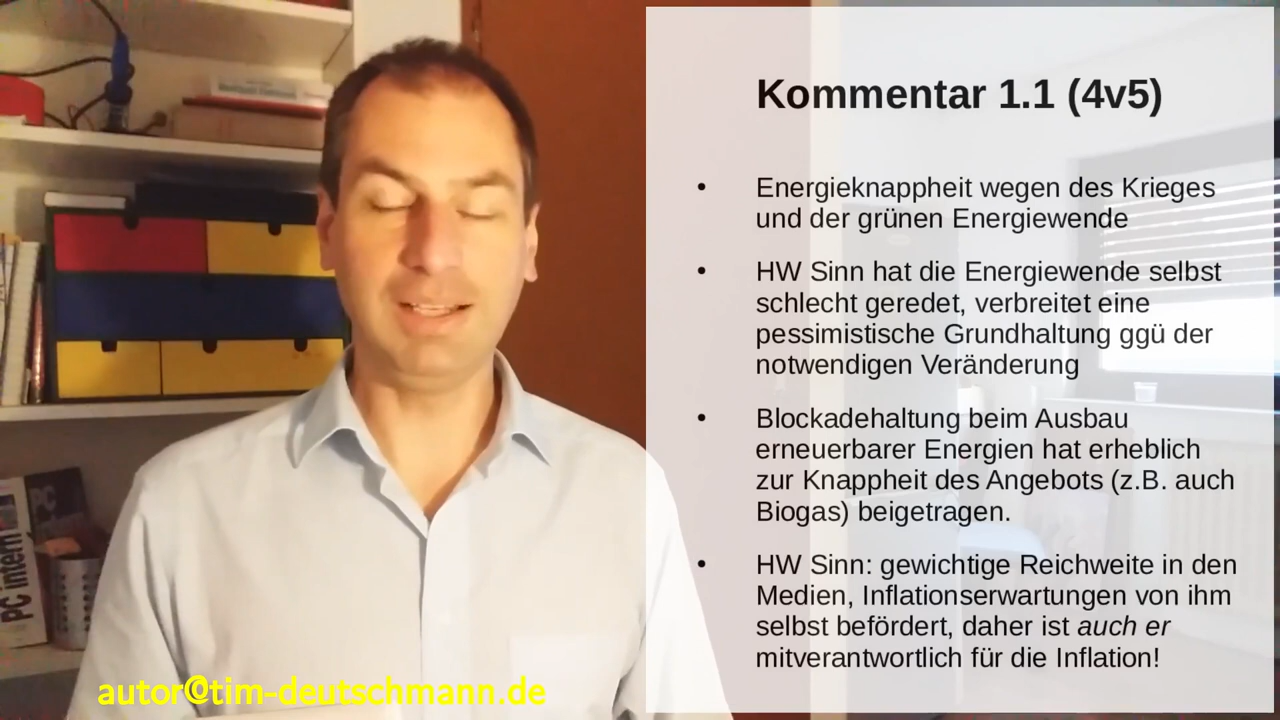 Kommentar 1.1 (4v5)
• Energieknappheit wegen des Krieges
und der grünen Energiewende
• HW Sinn hat die Energiewende selbst
schlecht geredet, verbreitet eine
pessimistische Grundhaltung ggü der
notwendigen Veränderung
• Blockadehaltung beim Ausbau
erneuerbarer Energien hat erheblich
zur Knappheit des Angebots (z.B. auch
Biogas) beigetragen.
• HW Sinn: gewichtige Reichweite in den
Medien, Inflationserwartungen von ihm
selbst befördert, daher ist auch er
mitverantwortlich für die Inflation!
PC intern
PC
autor@tim-deutschmann.de